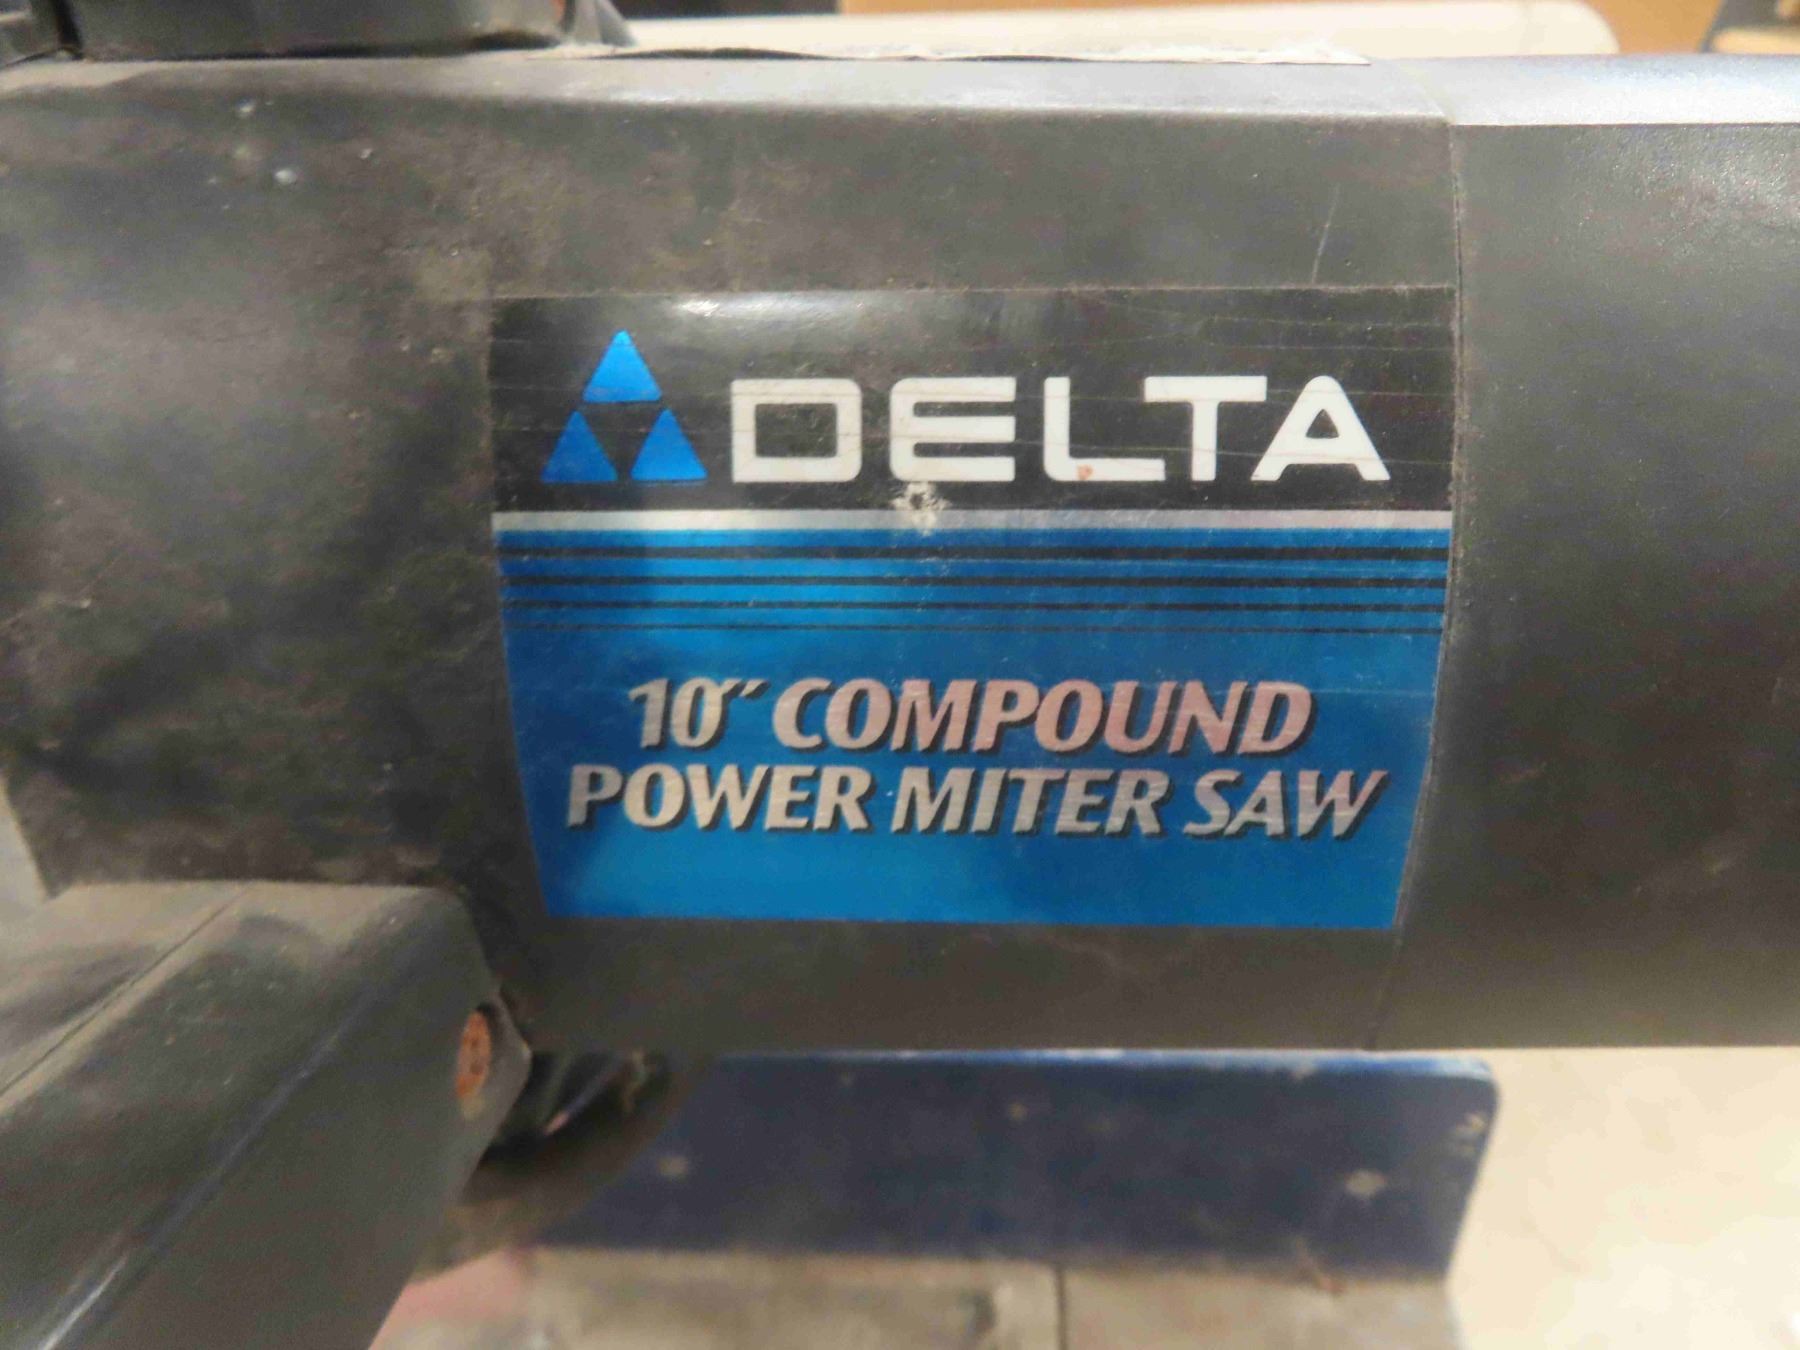 DELTA
10" COMPOUND
POWER MITER SAW